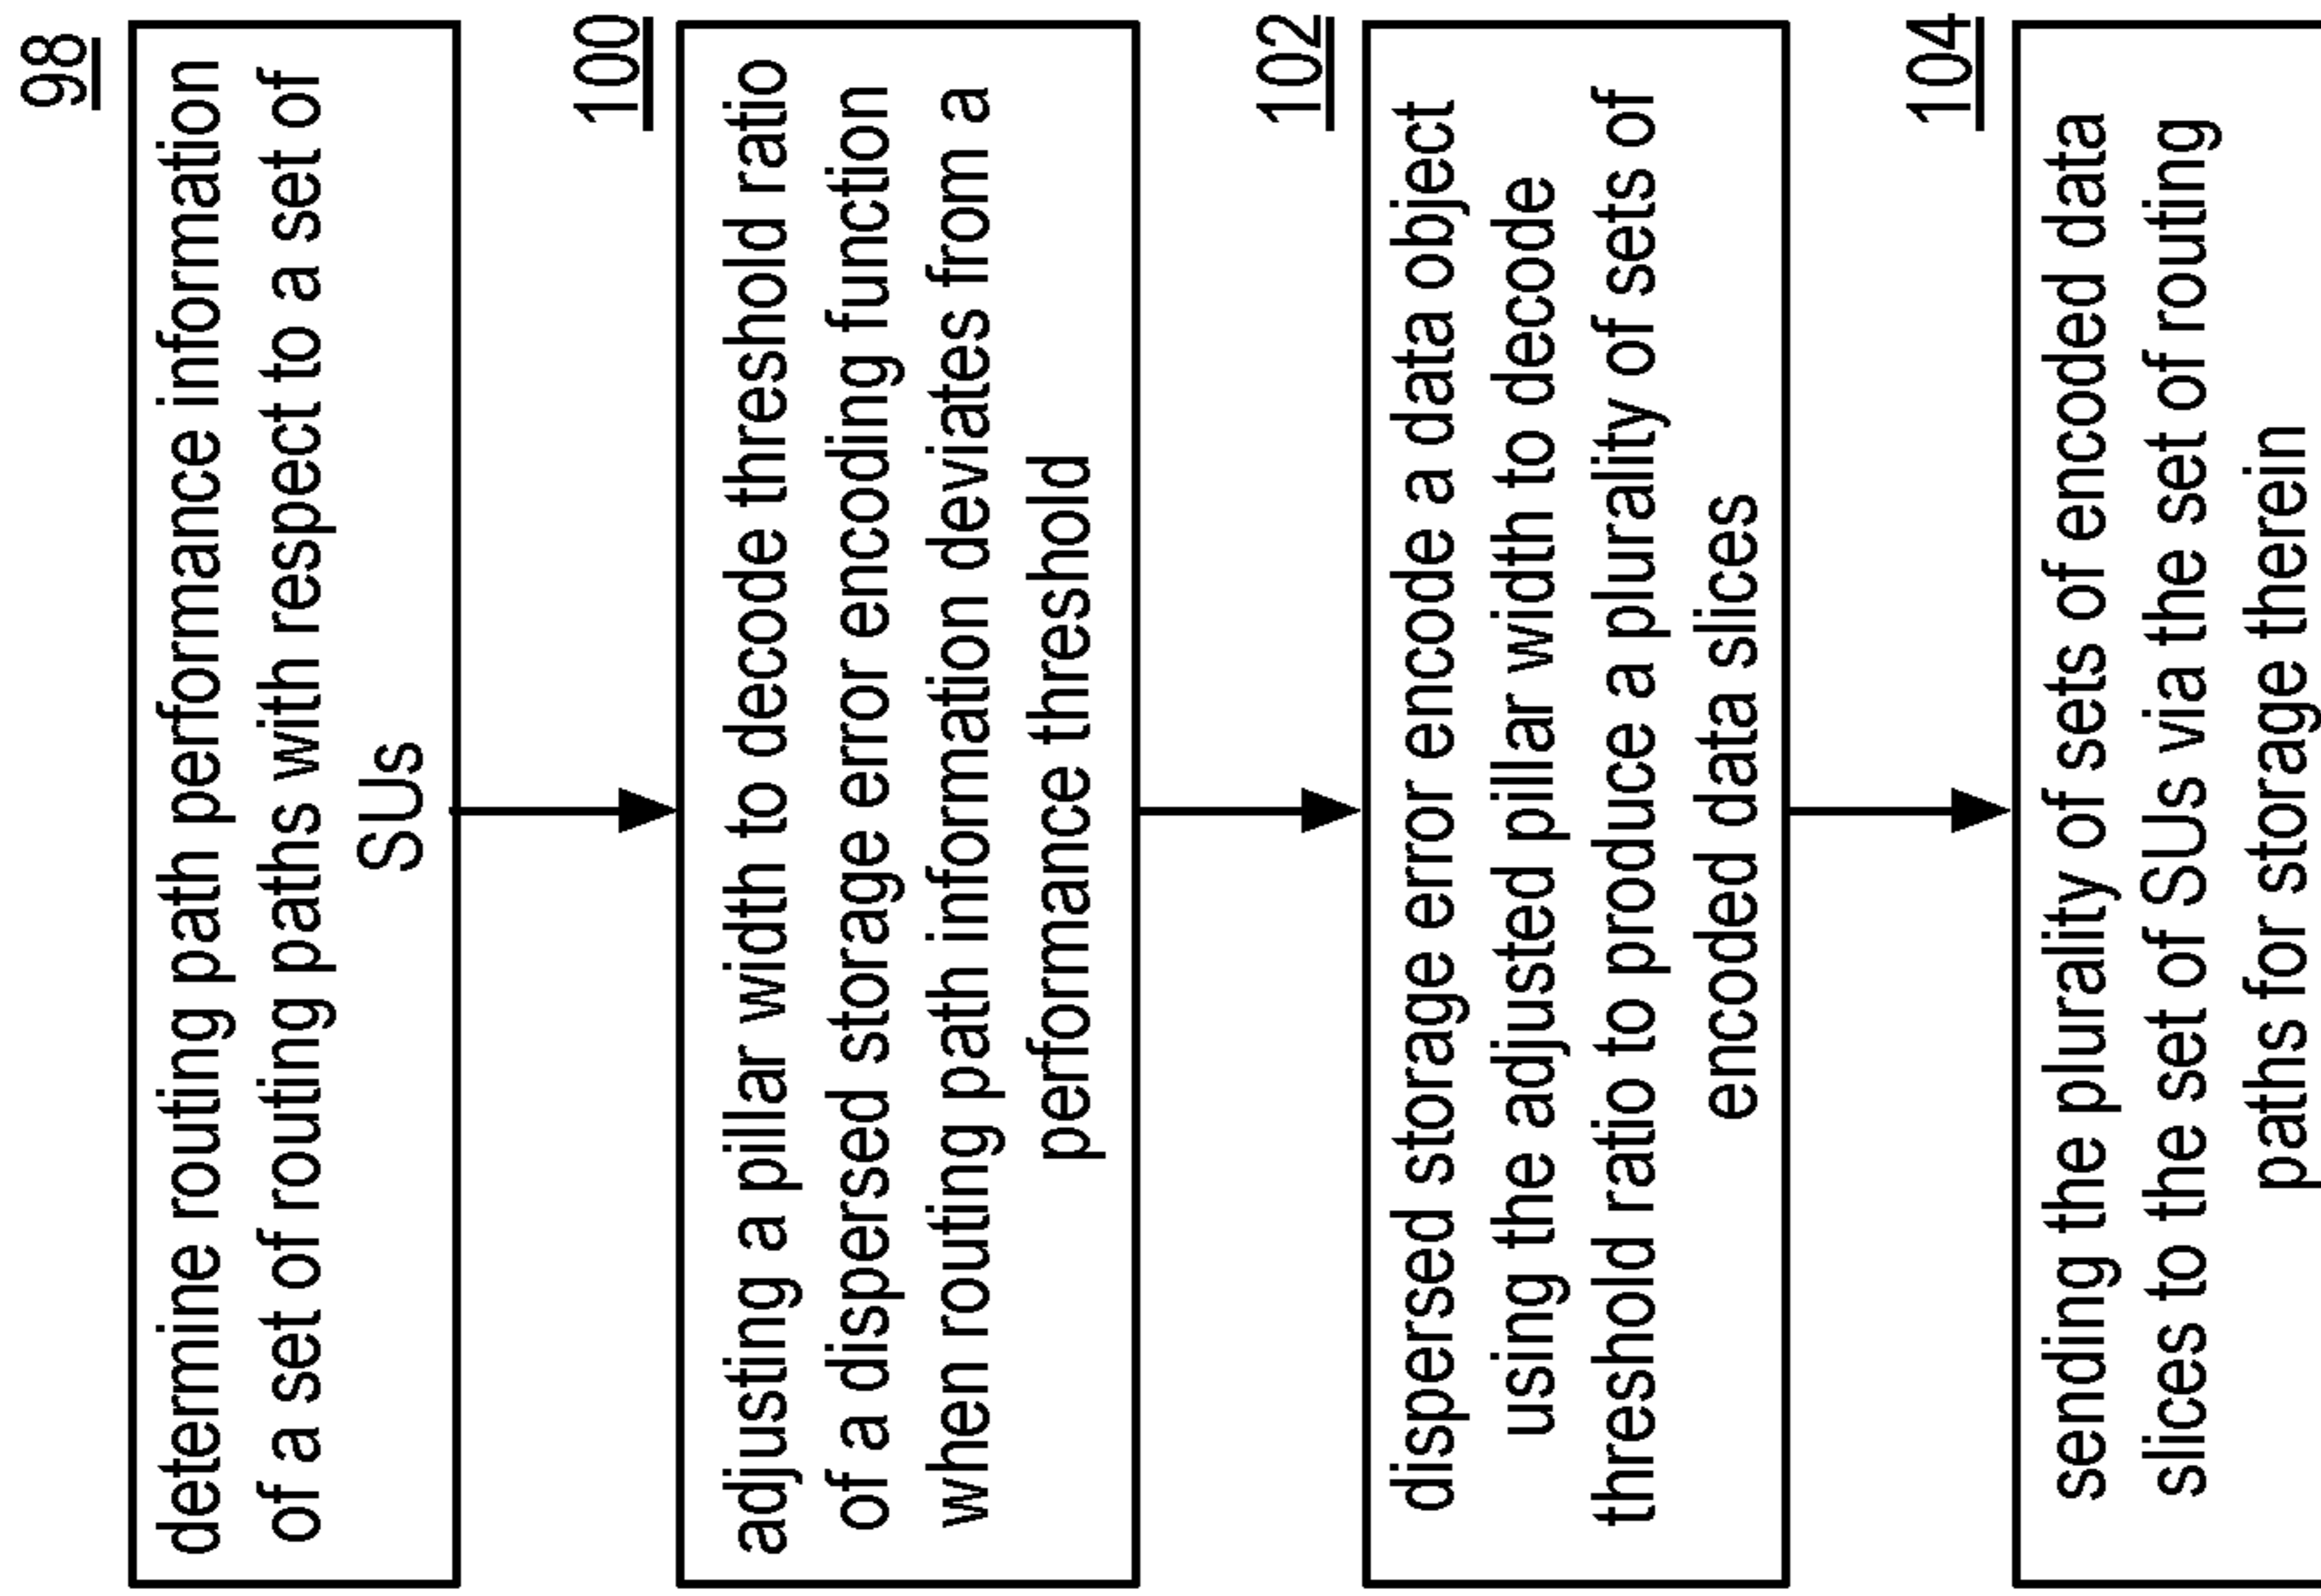 98
determine routing path performance information
of a set of routing paths with respect to a set of
SUs
100
adjusting a pillar width to decode threshold ratio
of a dispersed storage error encoding function
when routing path information deviates from a
performance threshold
102
dispersed storage error encode a data object
using the adjusted pillar width to decode
threshold ratio to produce a plurality of sets of
encoded data slices
104
sending the plurality of sets of encoded data
slices to the set of SUs via the set of routing
paths for storage therein